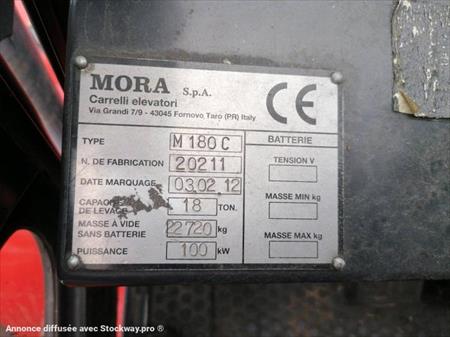 MORA S.p.A.
Carrelli elevatori
Via Grandi 7/9 - 43045 Fornovo Taro (PR) Italy
CE
TYPE M 180 C
N. DE FABRICATION 20211
DATE MARQUAGE 03.02.12
CAPACITE DE LEVAGE 18 TON.
MASSE À VIDE
SANS BATTERIE 22720 kg
PUISSANCE 100 kW
BATTERIE
TENSION V
MASSE MIN kg
MASSE MAX kg
Annonce diffusée avec Stockway.pro ®